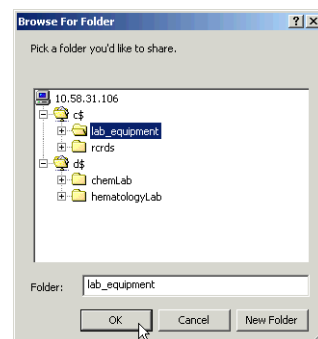 Browse For Folder
Pick a folder you'd like to share.
10.58.31.106
c$
lab_equipment
rcrds
d$
chemLab
hematologyLab
Folder: lab_equipment
OK Cancel New Folder